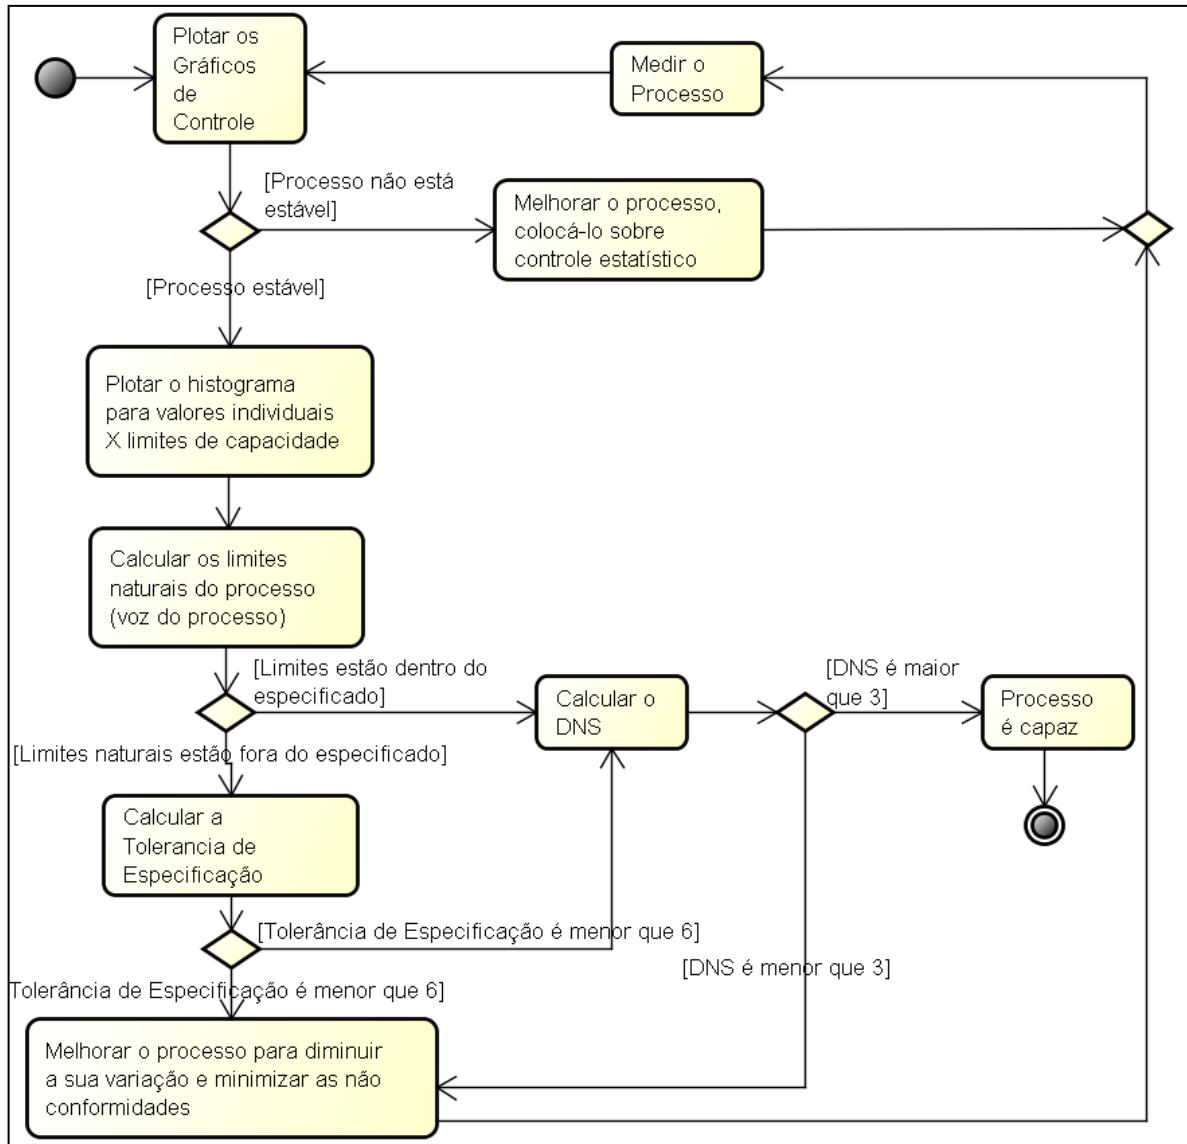 Plotar os
Gráficos
de
Controle
Medir o
Processo
[Processo não está
estável]
Melhorar o processo,
colocá-lo sobre
controle estatístico
[Processo estável]
Plotar o histograma
para valores individuais
X limites de capacidade
Calcular os limites
naturais do processo
(voz do processo)
[Limites estão dentro do
especificado]
Calcular o
DNS
[DNS é maior
que 3]
Processo
é capaz
[Limites naturais estão fora do especificado]
Calcular a
Tolerancia de
Especificação
[Tolerância de Especificação é menor que 6]
[DNS é menor que 3]
Tolerância de Especificação é menor que 6]
Melhorar o processo para diminuir
a sua variação e minimizar as não
conformidades